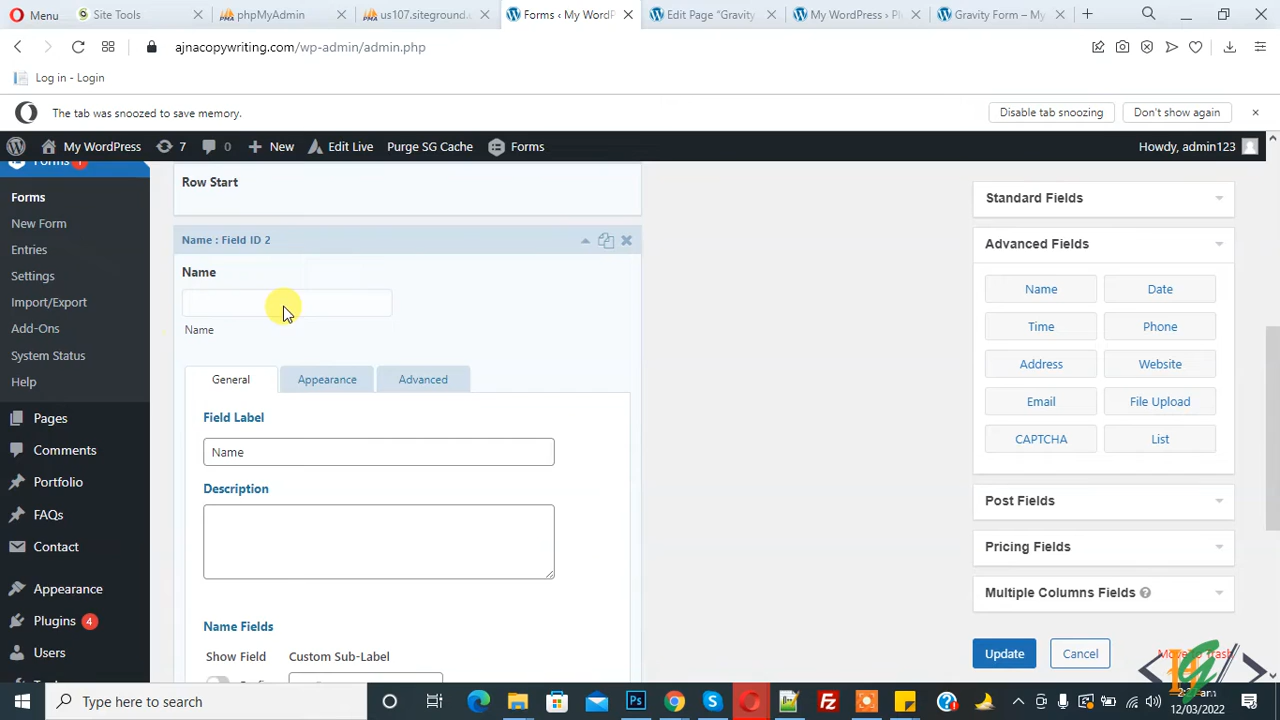 Menu
Site Tools
phpMyAdmin
us107.siteground.c
Forms ‹ My WordP
Edit Page "Gravity
My WordPress › Pl
Gravity Form – My
ajnacopywriting.com/wp-admin/admin.php
Log in - Login
The tab was snoozed to save memory.
Disable tab snoozing
Don't show again
My WordPress
7
0
New
Edit Live
Purge SG Cache
Forms
Howdy, admin123
Forms
Forms
New Form
Entries
Settings
Import/Export
Add-Ons
System Status
Help
Pages
Comments
Portfolio
FAQs
Contact
Appearance
Plugins 4
Users
Row Start
Name : Field ID 2
Name
Name
General
Appearance
Advanced
Field Label
Name
Description
Name Fields
Show Field
Custom Sub-Label
Standard Fields
Advanced Fields
Name
Date
Time
Phone
Address
Website
Email
File Upload
CAPTCHA
List
Post Fields
Pricing Fields
Multiple Columns Fields
Update
Cancel
Move to Trash
Type here to search
12/03/2022